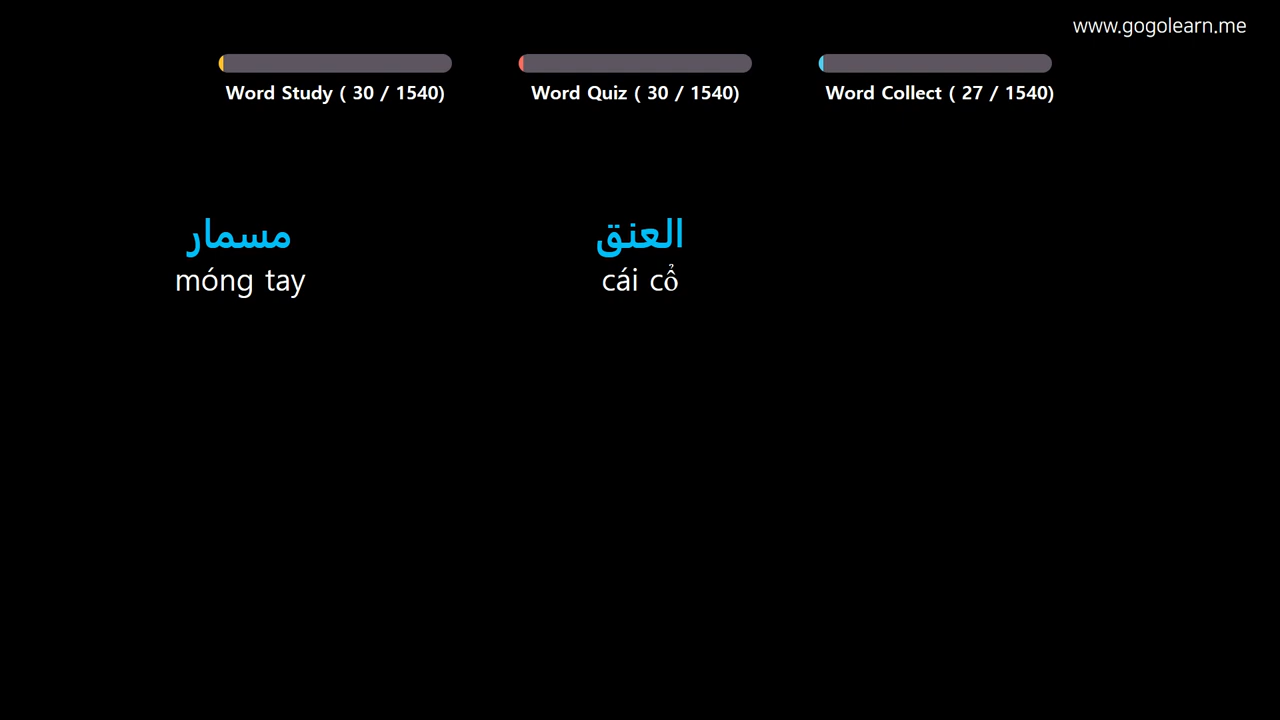 www.gogolearn.me
Word Study ( 30 / 1540)
Word Quiz ( 30 / 1540)
Word Collect ( 27 / 1540)
مسمار
móng tay
العنق
cái cổ